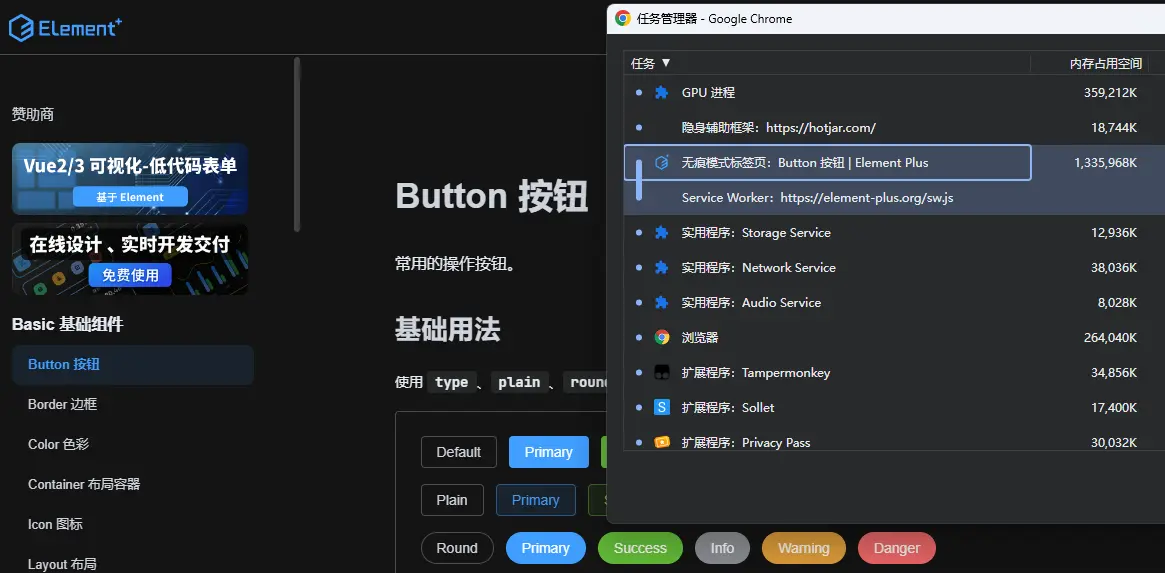 ELement+
赞助商
Vue2/3 可视化-低代码表单
基于 Element
在线设计、实时开发交付
免费使用
Basic 基础组件
Button 按钮
Border 边框
Color 色彩
Container 布局容器
Icon 图标
Layout 布局
Button 按钮
常用的操作按钮。
基础用法
使用 type 、 plain 、 round
Default Primary
Plain Primary S
Round Primary Success Info Warning Danger
任务管理器 - Google Chrome
任务 ▼ 内存占用空间
GPU 进程 359,212K
隐身辅助框架：https://hotjar.com/ 18,744K
无痕模式标签页：Button 按钮 | Element Plus 1,335,968K
Service Worker：https://element-plus.org/sw.js
实用程序：Storage Service 12,936K
实用程序：Network Service 38,036K
实用程序：Audio Service 8,028K
浏览器 264,040K
扩展程序：Tampermonkey 34,856K
S 扩展程序：Sollet 17,400K
扩展程序：Privacy Pass 30,032K